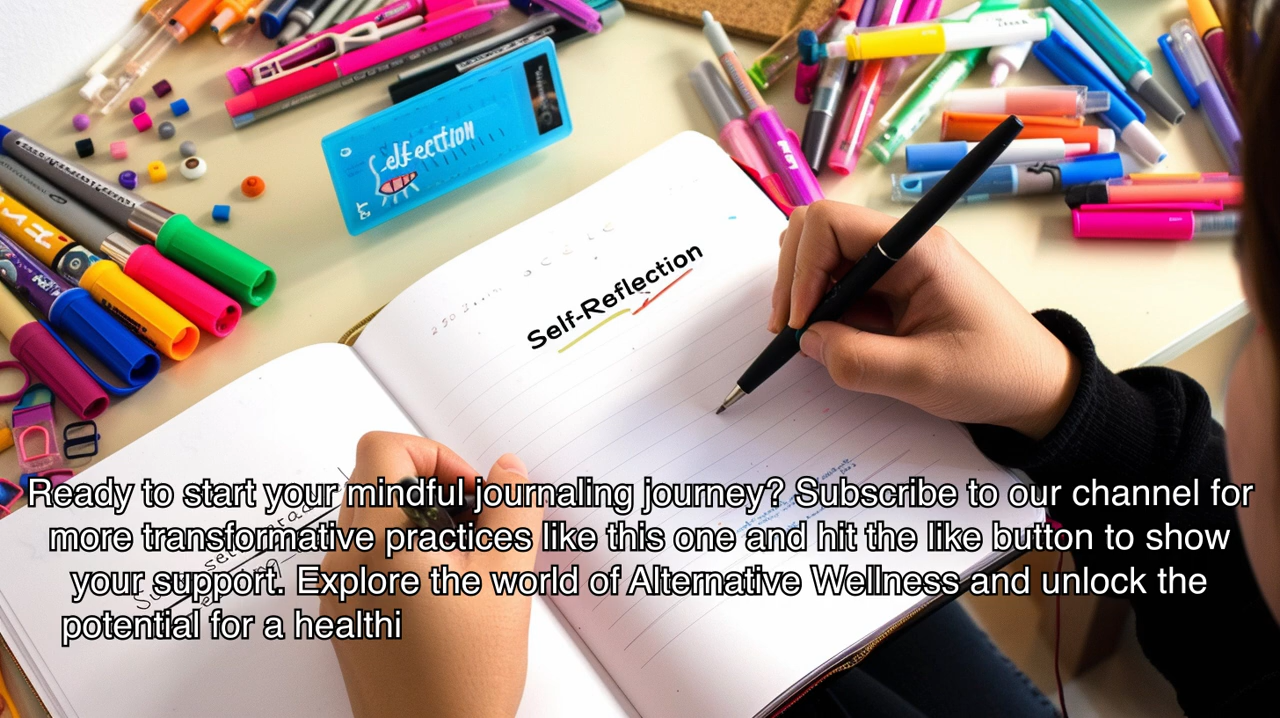 Self-Reflection
Ready to start your mindful journaling journey? Subscribe to our channel for
more transformative practices like this one and hit the like button to show
your support. Explore the world of Alternative Wellness and unlock the
potential for a healthi